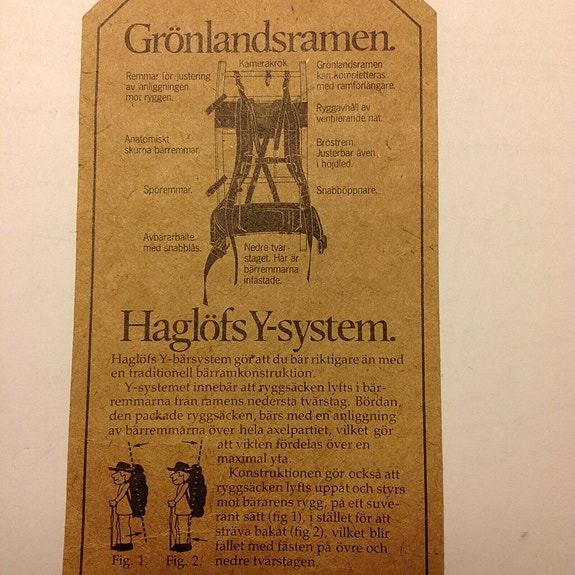 Grönlandsramen.
Kamerakrok
Remmar för justering
av anliggningen
mot ryggen.
Grönlandsramen
kan kompletteras
med ramförlängare.
Ryggavhåll av
ventilerande nät.
Anatomiskt
skurna bärremmar.
Bröstrem.
Justerbar även
i höjdled.
Sporemmar.
Snabböppnare.
Avbärarbälte
med snabblås.
Nedre tvär-
staget. Här är
bärremmarna
infästade.
Haglöfs Y-system.
Haglöfs Y-bärsystem gör att du bär riktigare än med
en traditionell bärramkonstruktion.
Y-systemet innebär att ryggsäcken lyfts i bär-
remmarna från ramens nedersta tvärstag. Bördan,
den packade ryggsäcken, bärs med en anliggning
av bärremmarna över hela axelpartiet, vilket gör
att vikten fördelas över en
maximal yta.
Konstruktionen gör också att
ryggsäcken lyfts uppåt och styrs
mot bärarens rygg, på ett suve-
ränt sätt (fig 1), i stället för att
sträva bakåt (fig 2), vilket blir
fallet med fästen på övre och
nedre tvärstagen.
Fig. 1. Fig. 2.